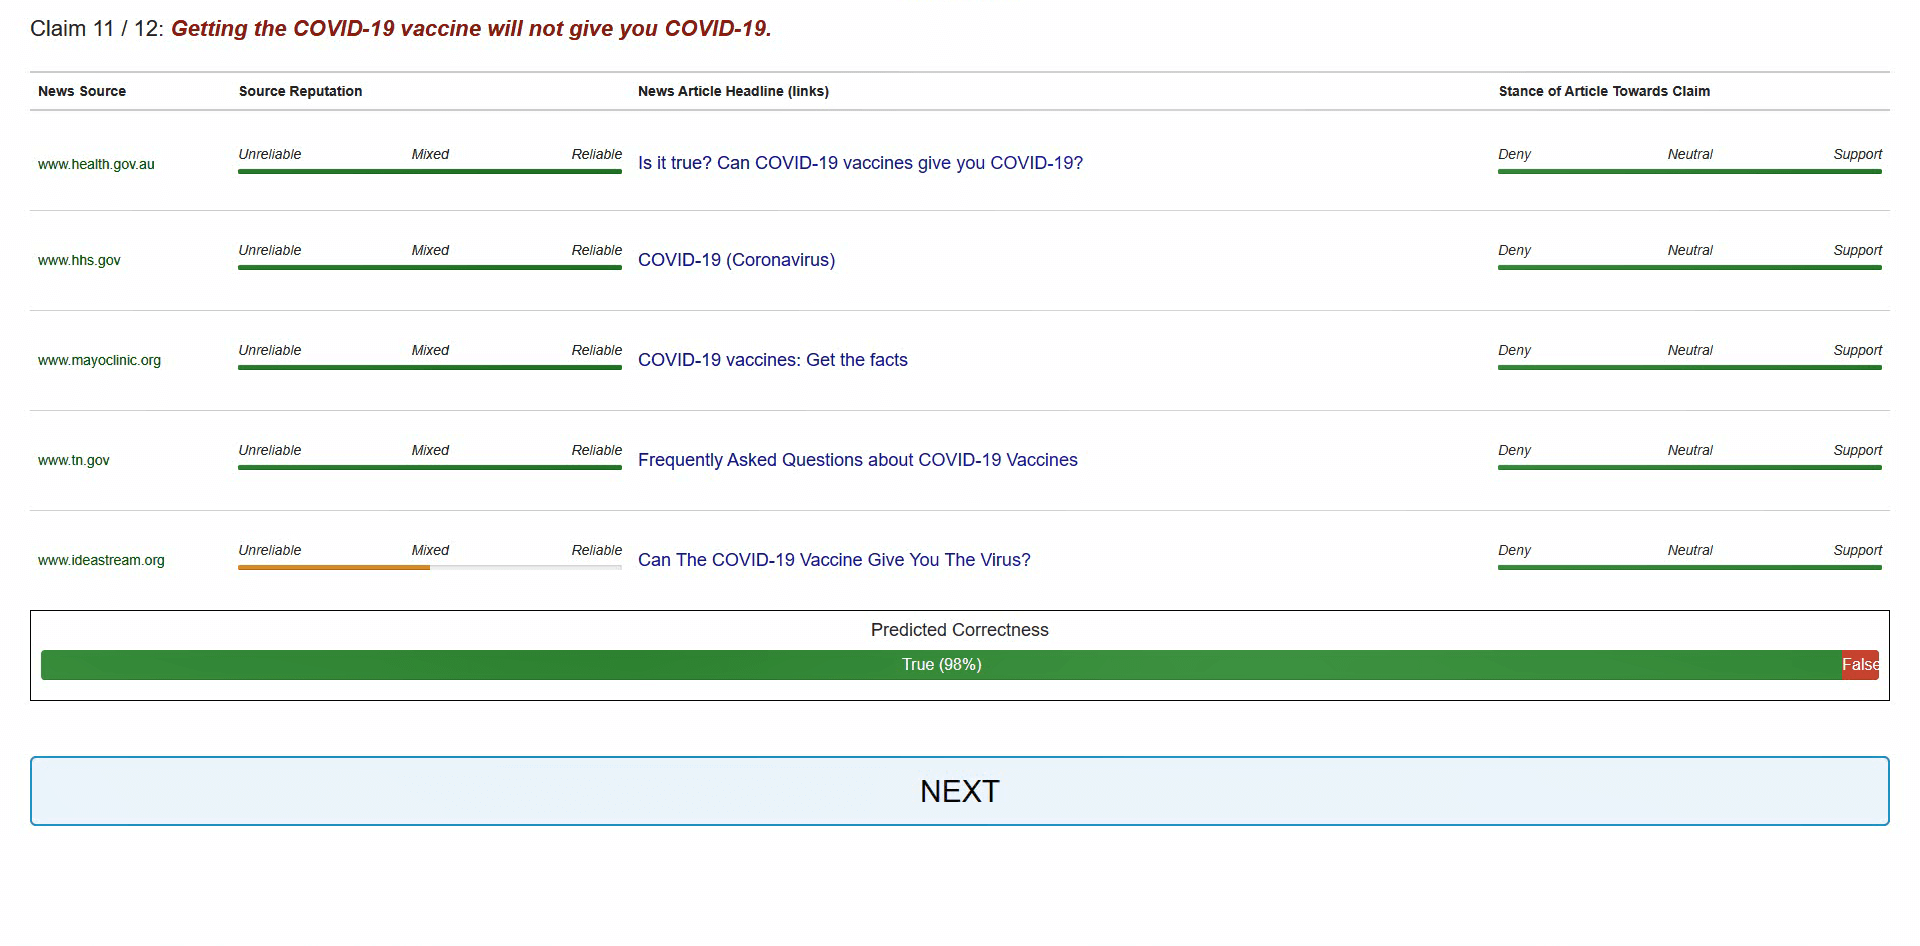 Claim 11 / 12: Getting the COVID-19 vaccine will not give you COVID-19.
News Source Source Reputation News Article Headline (links) Stance of Article Towards Claim
Unreliable Mixed Reliable Deny Neutral Support
www.health.gov.au Is it true? Can COVID-19 vaccines give you COVID-19?
Unreliable Mixed Reliable Deny Neutral Support
www.hhs.gov COVID-19 (Coronavirus)
Unreliable Mixed Reliable Deny Neutral Support
www.mayoclinic.org COVID-19 vaccines: Get the facts
Unreliable Mixed Reliable Deny Neutral Support
www.tn.gov Frequently Asked Questions about COVID-19 Vaccines
Unreliable Mixed Reliable Deny Neutral Support
www.ideastream.org Can The COVID-19 Vaccine Give You The Virus?
Predicted Correctness
True (98%) False
NEXT